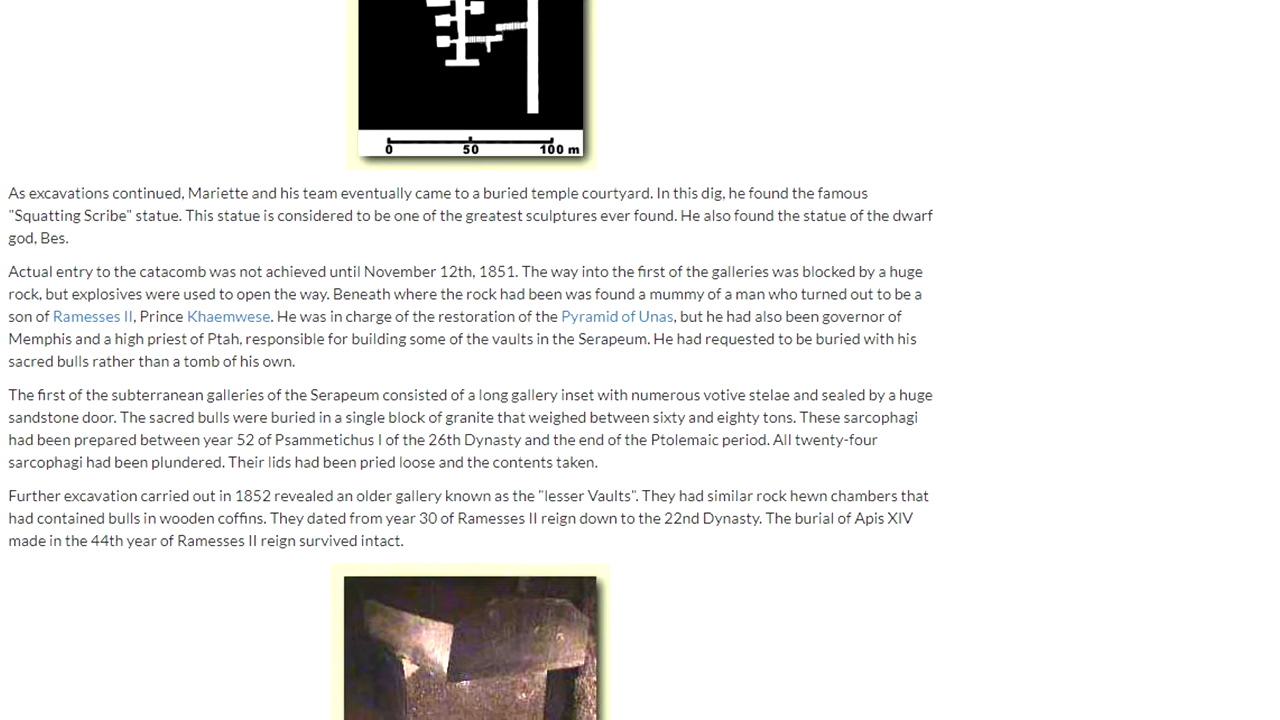 0 50 100 m
As excavations continued, Mariette and his team eventually came to a buried temple courtyard. In this dig, he found the famous
"Squatting Scribe" statue. This statue is considered to be one of the greatest sculptures ever found. He also found the statue of the dwarf
god, Bes.
Actual entry to the catacomb was not achieved until November 12th, 1851. The way into the first of the galleries was blocked by a huge
rock, but explosives were used to open the way. Beneath where the rock had been was found a mummy of a man who turned out to be a
son of Ramesses II, Prince Khaemwese. He was in charge of the restoration of the Pyramid of Unas, but he had also been governor of
Memphis and a high priest of Ptah, responsible for building some of the vaults in the Serapeum. He had requested to be buried with his
sacred bulls rather than a tomb of his own.
The first of the subterranean galleries of the Serapeum consisted of a long gallery inset with numerous votive stelae and sealed by a huge
sandstone door. The sacred bulls were buried in a single block of granite that weighed between sixty and eighty tons. These sarcophagi
had been prepared between year 52 of Psammetichus I of the 26th Dynasty and the end of the Ptolemaic period. All twenty-four
sarcophagi had been plundered. Their lids had been pried loose and the contents taken.
Further excavation carried out in 1852 revealed an older gallery known as the "lesser Vaults". They had similar rock hewn chambers that
had contained bulls in wooden coffins. They dated from year 30 of Ramesses II reign down to the 22nd Dynasty. The burial of Apis XIV
made in the 44th year of Ramesses II reign survived intact.